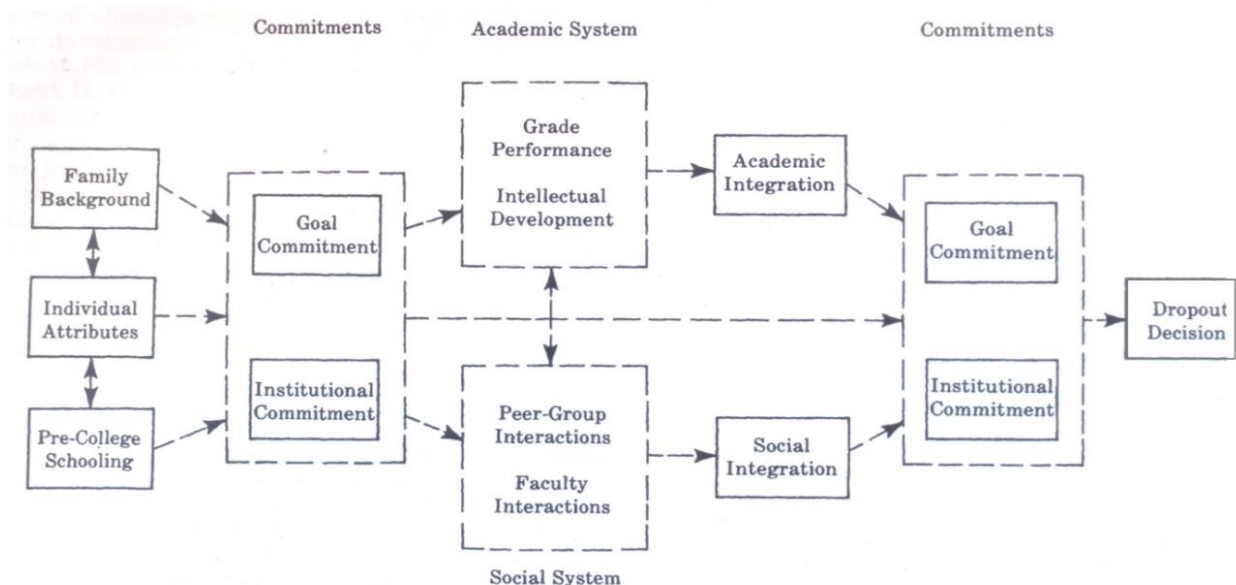 Commitments
Academic System
Commitments
Grade
Performance
Intellectual
Development
Family
Background
Individual
Attributes
Pre-College
Schooling
Goal
Commitment
Institutional
Commitment
Peer-Group
Interactions
Faculty
Interactions
Academic
Integration
Social
Integration
Goal
Commitment
Institutional
Commitment
Dropout
Decision
Social System